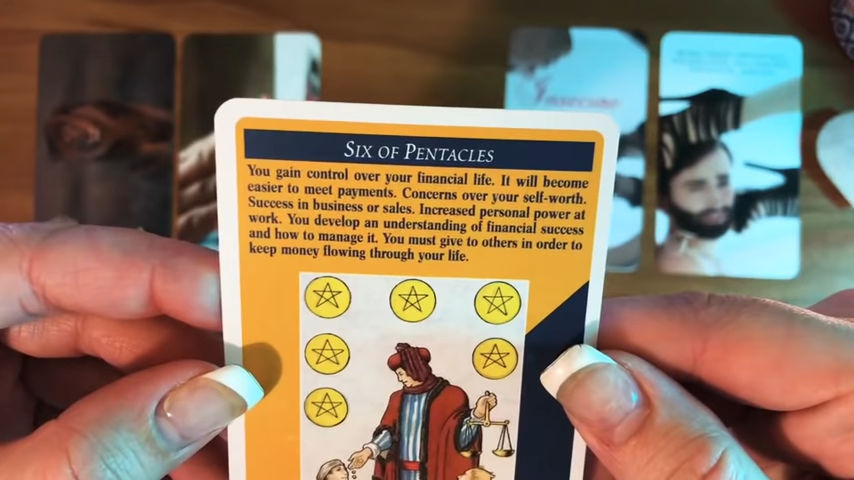 SIX OF PENTACLES
You gain control over your financial life. It will become
easier to meet payments. Concerns over your self-worth.
Success in business or sales. Increased personal power at
work. You develop an understanding of financial success
and how to manage it. You must give to others in order to
keep money flowing through your life.
Insecure